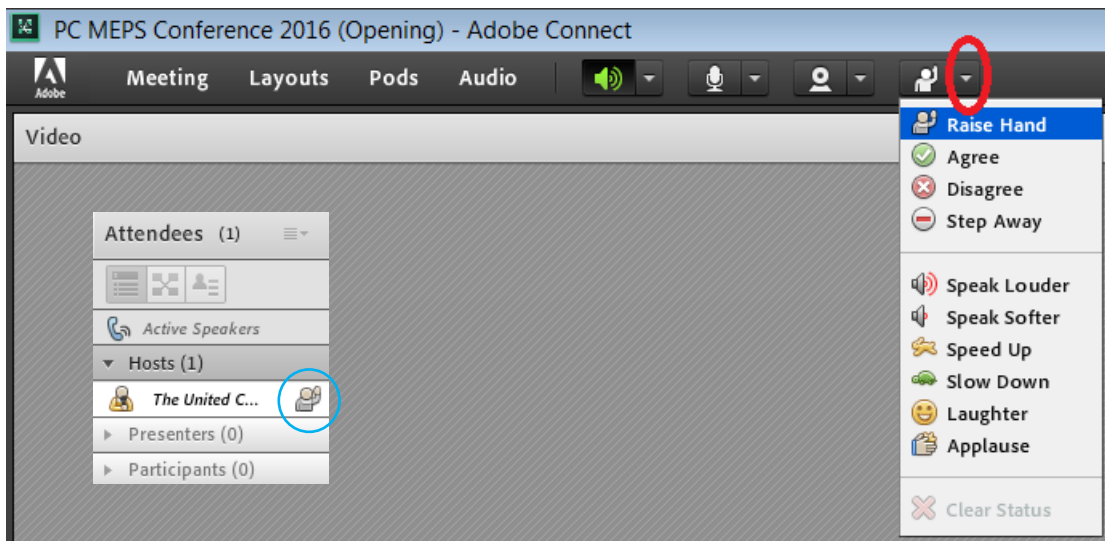 PC MEPS Conference 2016 (Opening) - Adobe Connect
Adobe Meeting Layouts Pods Audio
Video
Attendees (1)
Active Speakers
Hosts (1)
The United C...
Presenters (0)
Participants (0)
Raise Hand
Agree
Disagree
Step Away
Speak Louder
Speak Softer
Speed Up
Slow Down
Laughter
Applause
Clear Status